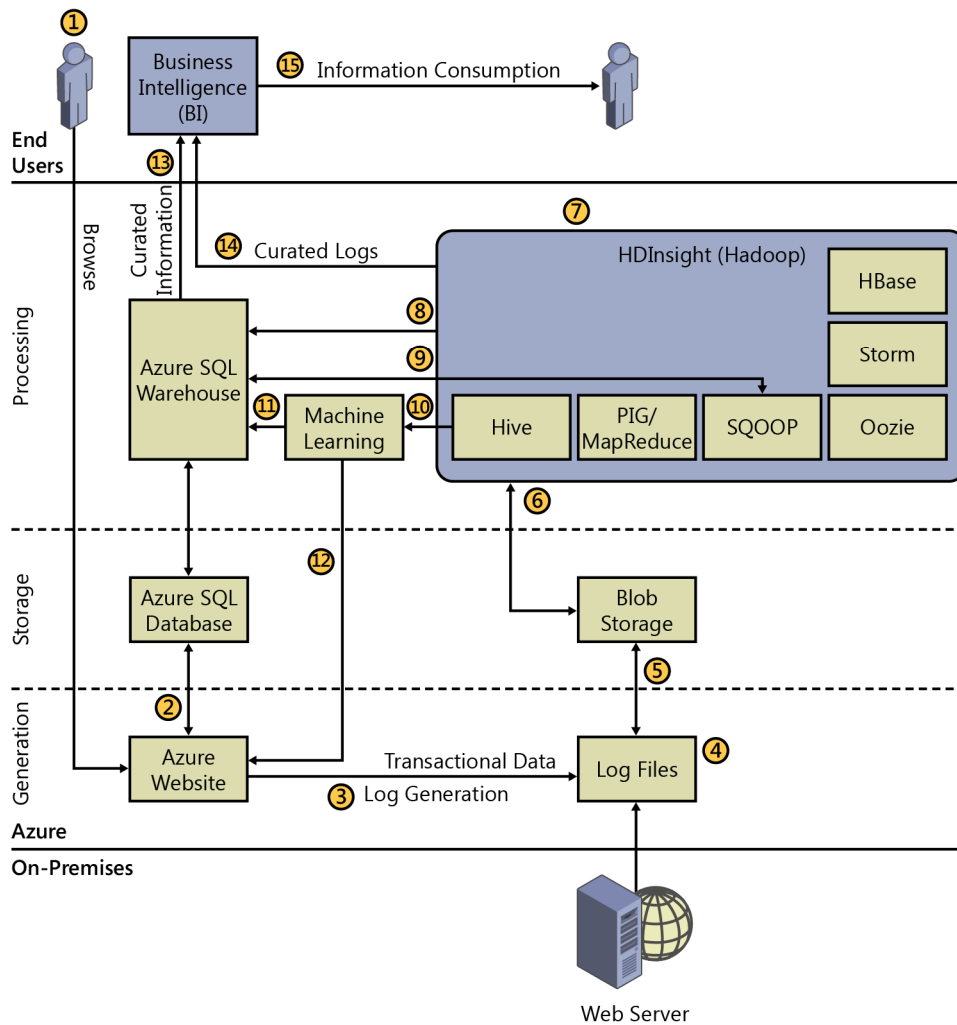 1
Business
Intelligence
(BI)
15
Information Consumption
End
Users
13
7
Browse
Curated
Information
14
Curated Logs
HDInsight (Hadoop)
HBase
Processing
8
Azure SQL
Warehouse
9
Storm
11
Machine
Learning
10
Hive
PIG/
MapReduce
SQOOP
Oozie
6
12
Storage
Azure SQL
Database
Blob
Storage
5
2
Generation
Azure
Website
Transactional Data
3
Log Generation
Log Files
4
Azure
On-Premises
Web Server